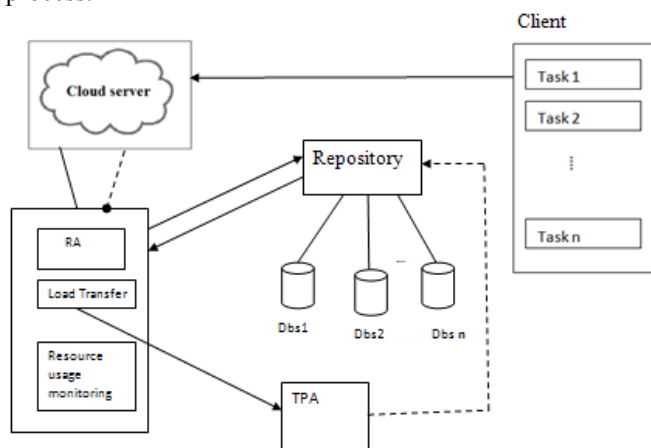 process.
Client
Cloud server
Task 1
Task 2
Repository
...
Task n
RA
Load Transfer
Dbs1
Dbs2
Dbs n
Resource
usage
monitoring
TPA